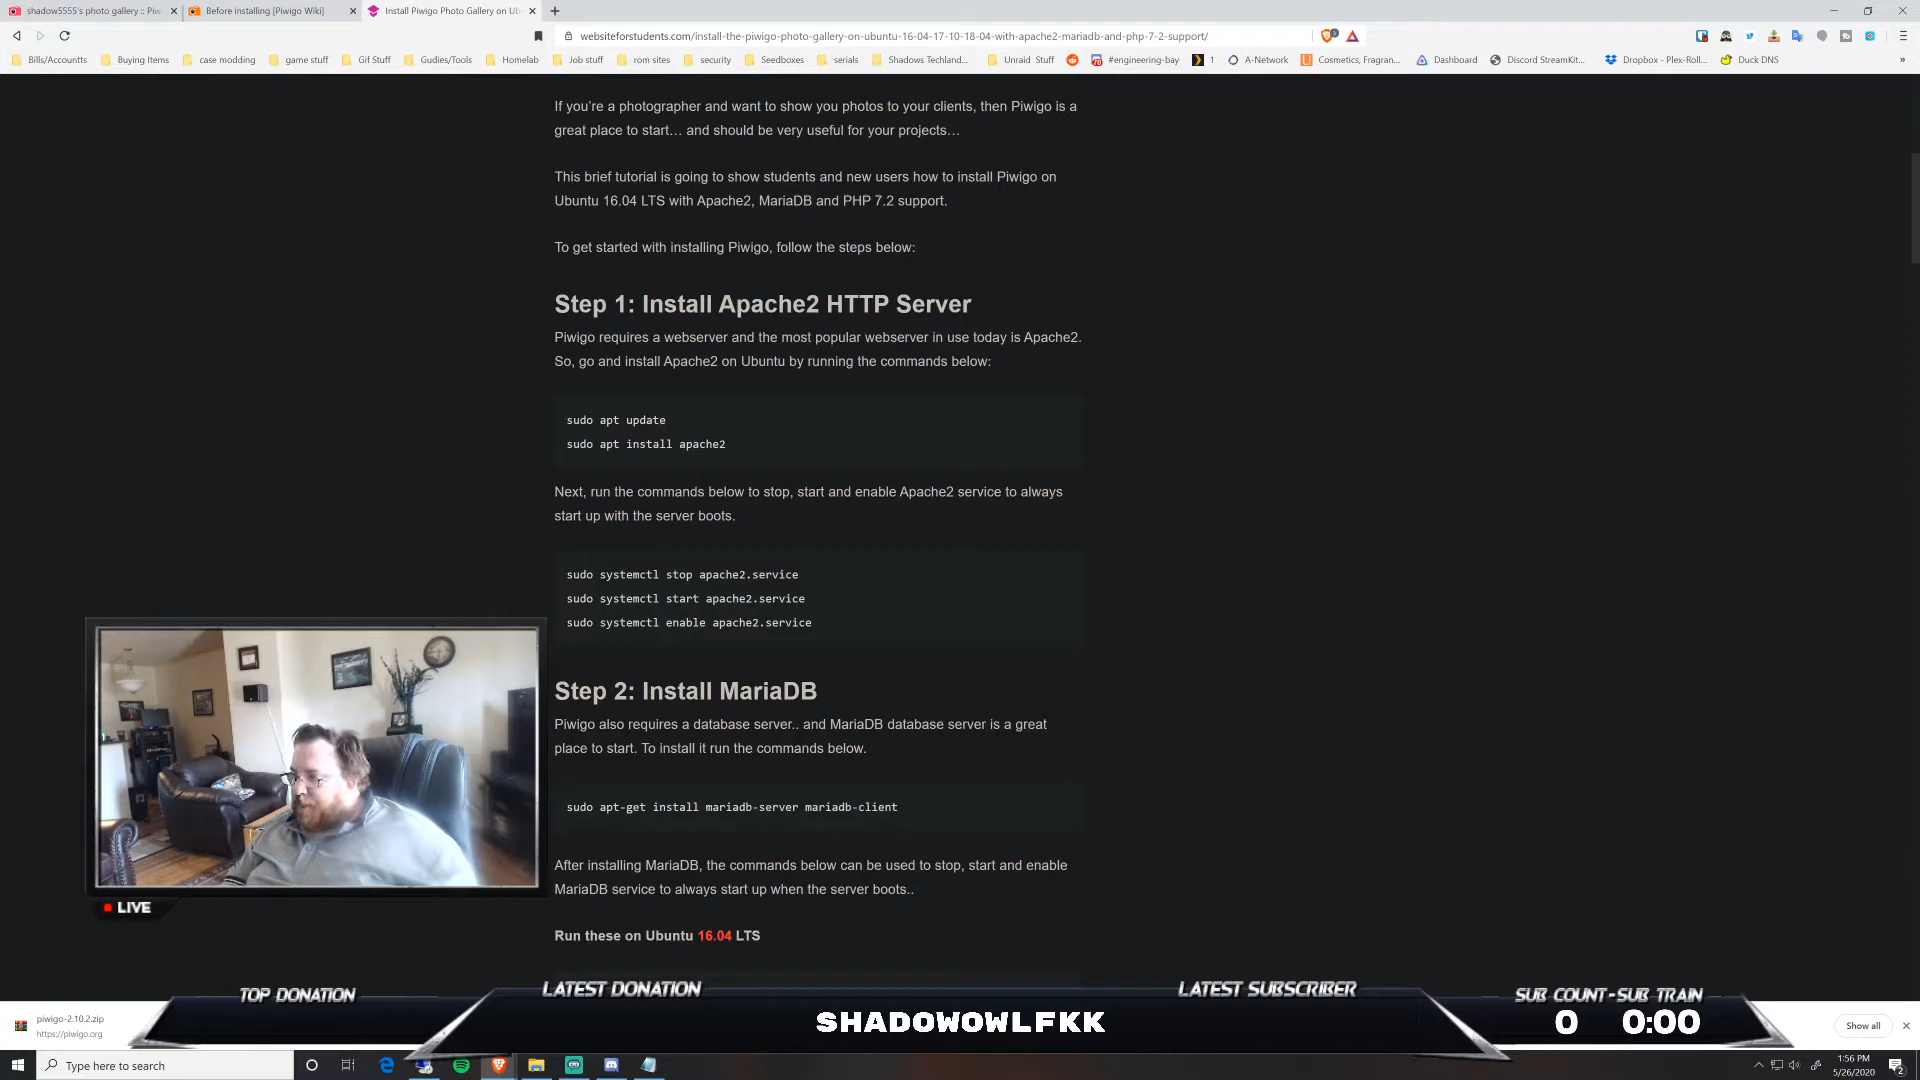 shadow5555's photo gallery :: Piw
Before installing [Piwigo Wiki]
Install Piwigo Photo Gallery on Ub
websiteforstudents.com/install-the-piwigo-photo-gallery-on-ubuntu-16-04-17-10-18-04-with-apache2-mariadb-and-php-7-2-support/
Bills/Accountts
Buying Items
case modding
game stuff
Gif Stuff
Gudies/Tools
Homelab
Job stuff
rom sites
security
Seedboxes
serials
Shadows Techland...
Unraid Stuff
#engineering-bay
1
A-Network
Cosmetics, Fragran...
Dashboard
Discord StreamKit...
Dropbox - Plex-Roll...
Duck DNS
If you're a photographer and want to show you photos to your clients, then Piwigo is a
great place to start… and should be very useful for your projects…
This brief tutorial is going to show students and new users how to install Piwigo on
Ubuntu 16.04 LTS with Apache2, MariaDB and PHP 7.2 support.
To get started with installing Piwigo, follow the steps below:
Step 1: Install Apache2 HTTP Server
Piwigo requires a webserver and the most popular webserver in use today is Apache2.
So, go and install Apache2 on Ubuntu by running the commands below:
sudo apt update
sudo apt install apache2
Next, run the commands below to stop, start and enable Apache2 service to always
start up with the server boots.
sudo systemctl stop apache2.service
sudo systemctl start apache2.service
sudo systemctl enable apache2.service
Step 2: Install MariaDB
Piwigo also requires a database server.. and MariaDB database server is a great
place to start. To install it run the commands below.
sudo apt-get install mariadb-server mariadb-client
After installing MariaDB, the commands below can be used to stop, start and enable
MariaDB service to always start up when the server boots..
Run these on Ubuntu 16.04 LTS
LIVE
TOP DONATION
LATEST DONATION
LATEST SUBSCRIBER
SUB COUNT-SUB TRAIN
SHADOWOWLFKK
0
0:00
piwigo-2.10.2.zip
https://piwigo.org
Show all
Type here to search
1:56 PM
5/26/2020
2